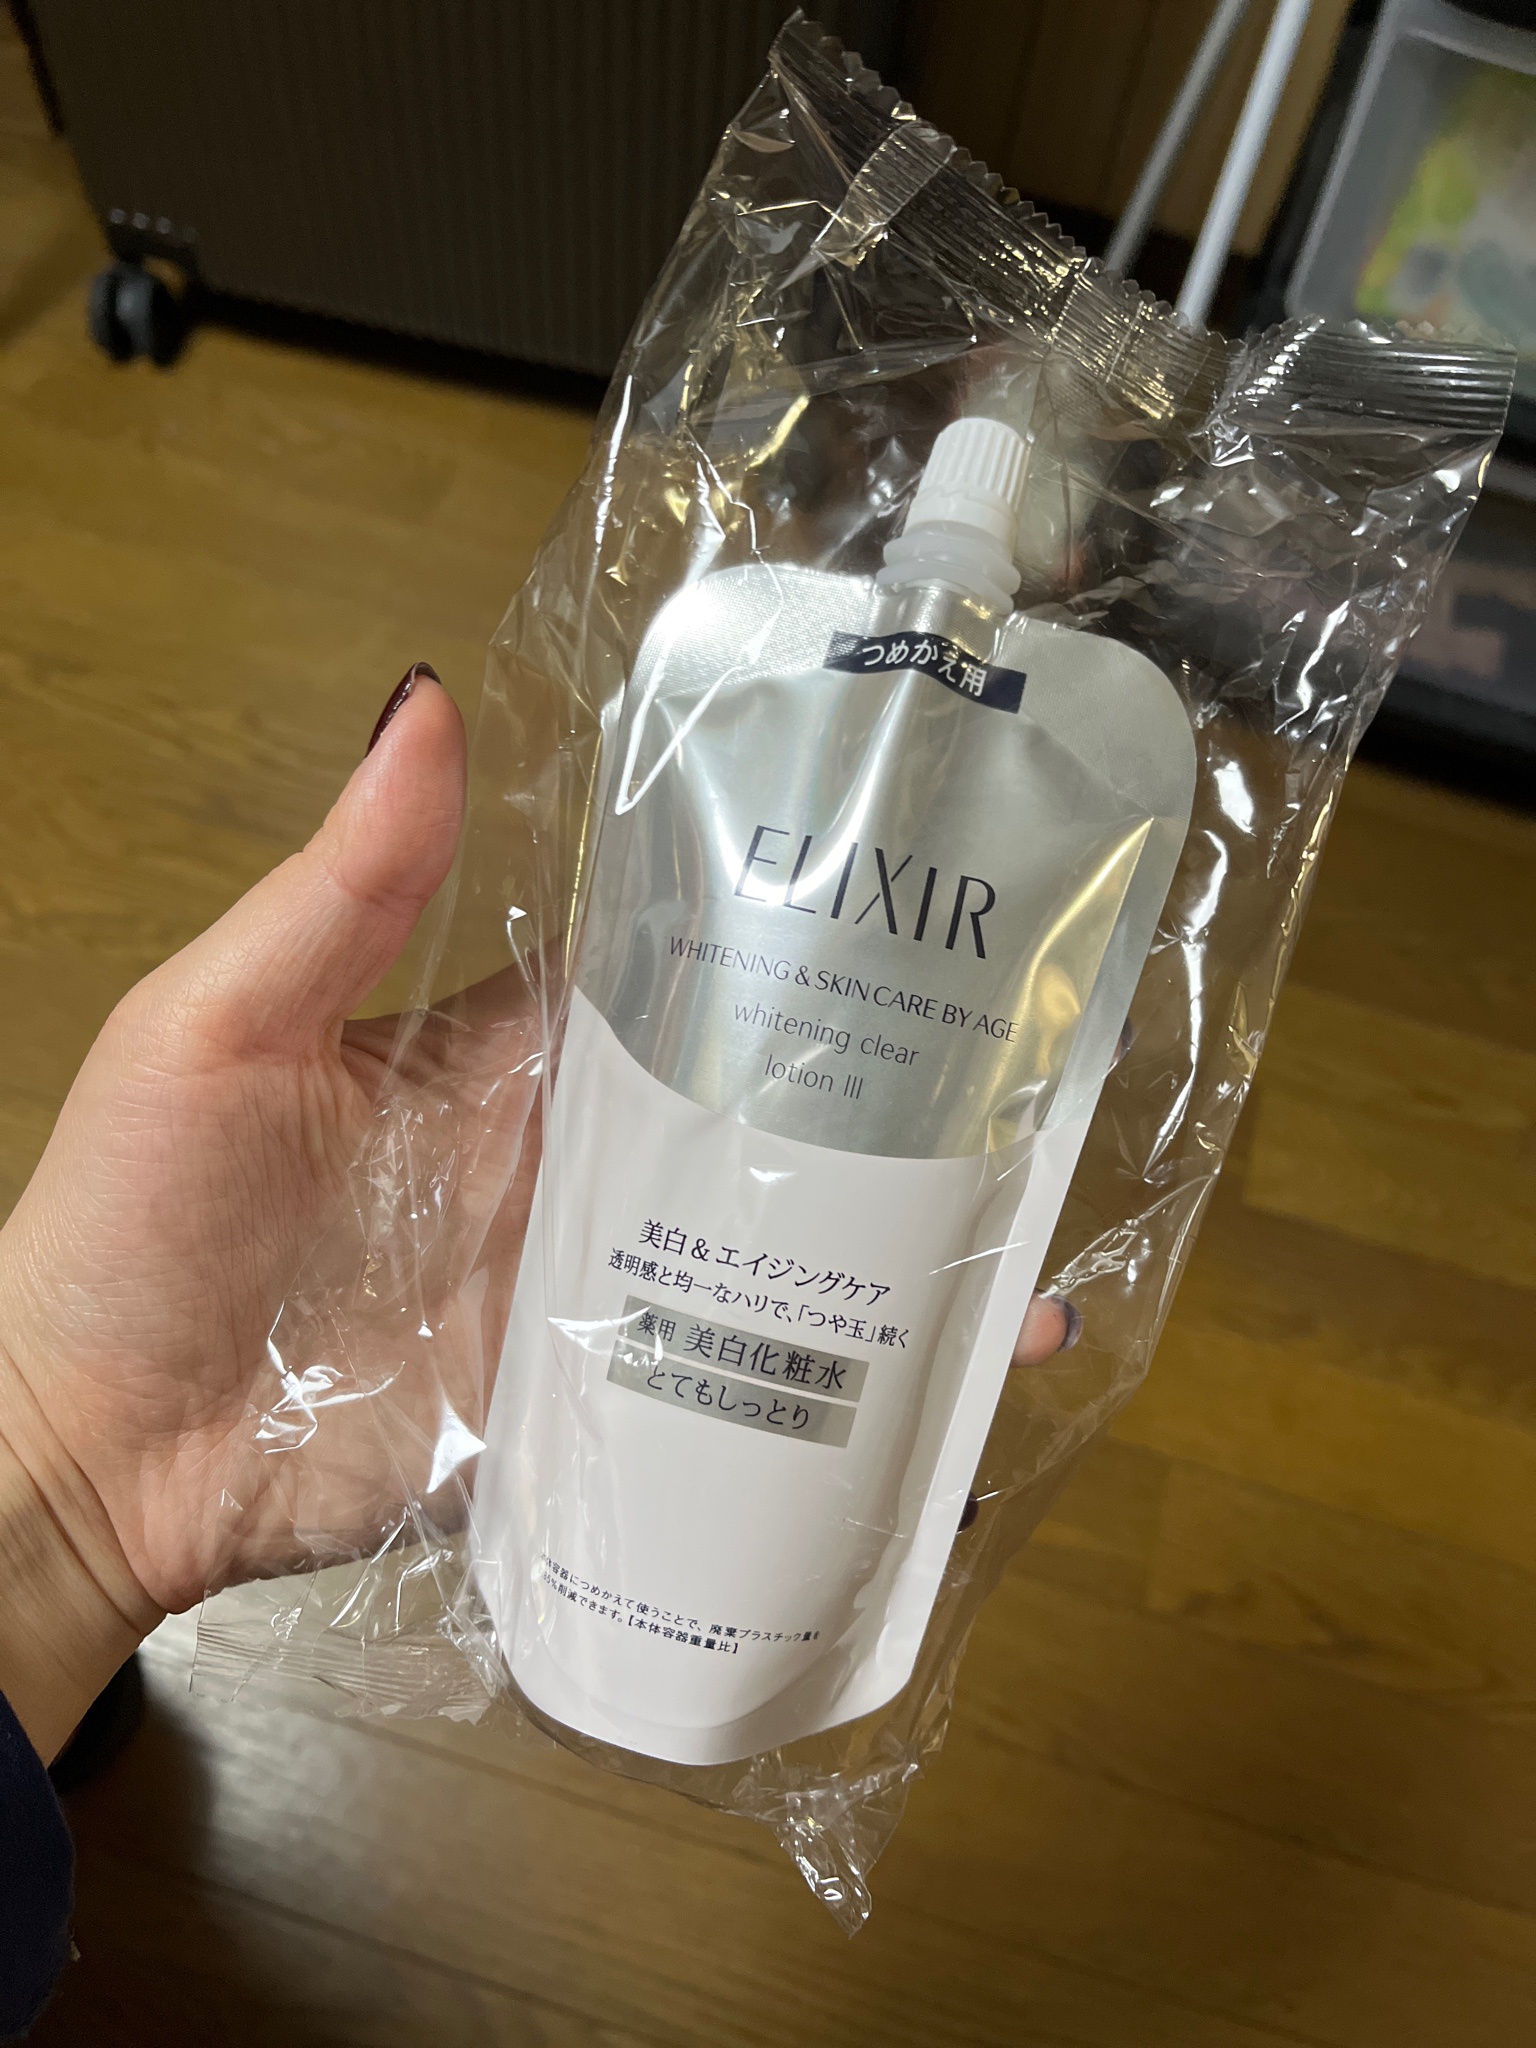 つめかえ用
ELIXIR
WHITENING & SKIN CARE BY AGE
whitening clear
lotion III
美白&エイジングケア
透明感と均一なハリで、「つや玉」続く
薬用 美白化粧水
とてもしっとり
体容器につめかえて使うことで、廃棄プラスチック量を
削減できます。【本体容器重量比】